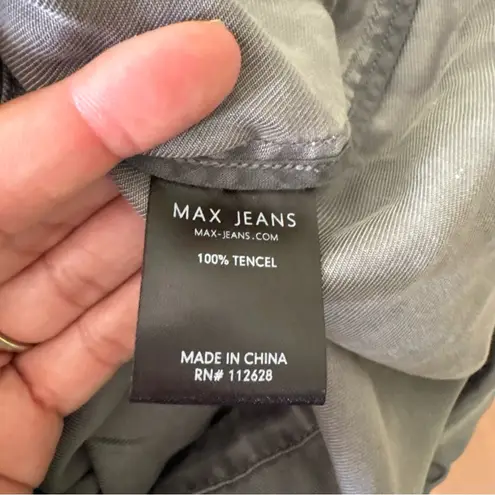 MAX JEANS
MAX-JEANS.COM
100% TENCEL
MADE IN CHINA
RN# 112628